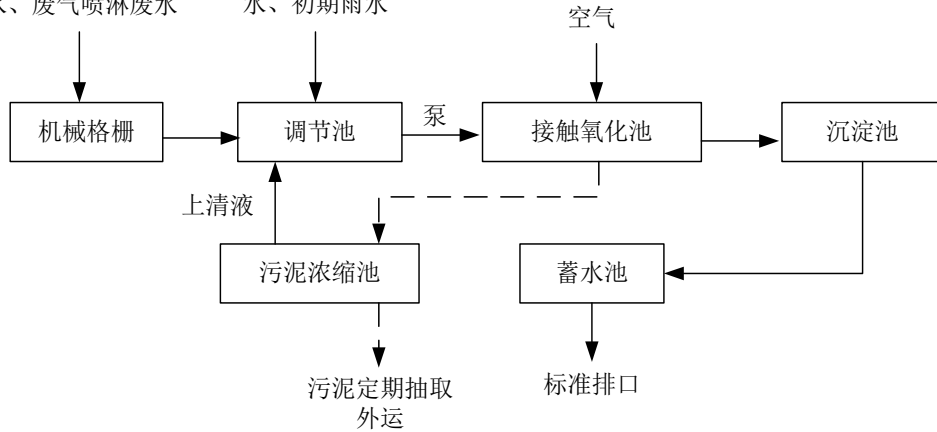 水、废气喷淋废水
水、初期雨水
空气
机械格栅
调节池
泵
接触氧化池
沉淀池
上清液
污泥浓缩池
蓄水池
污泥定期抽取
外运
标准排口